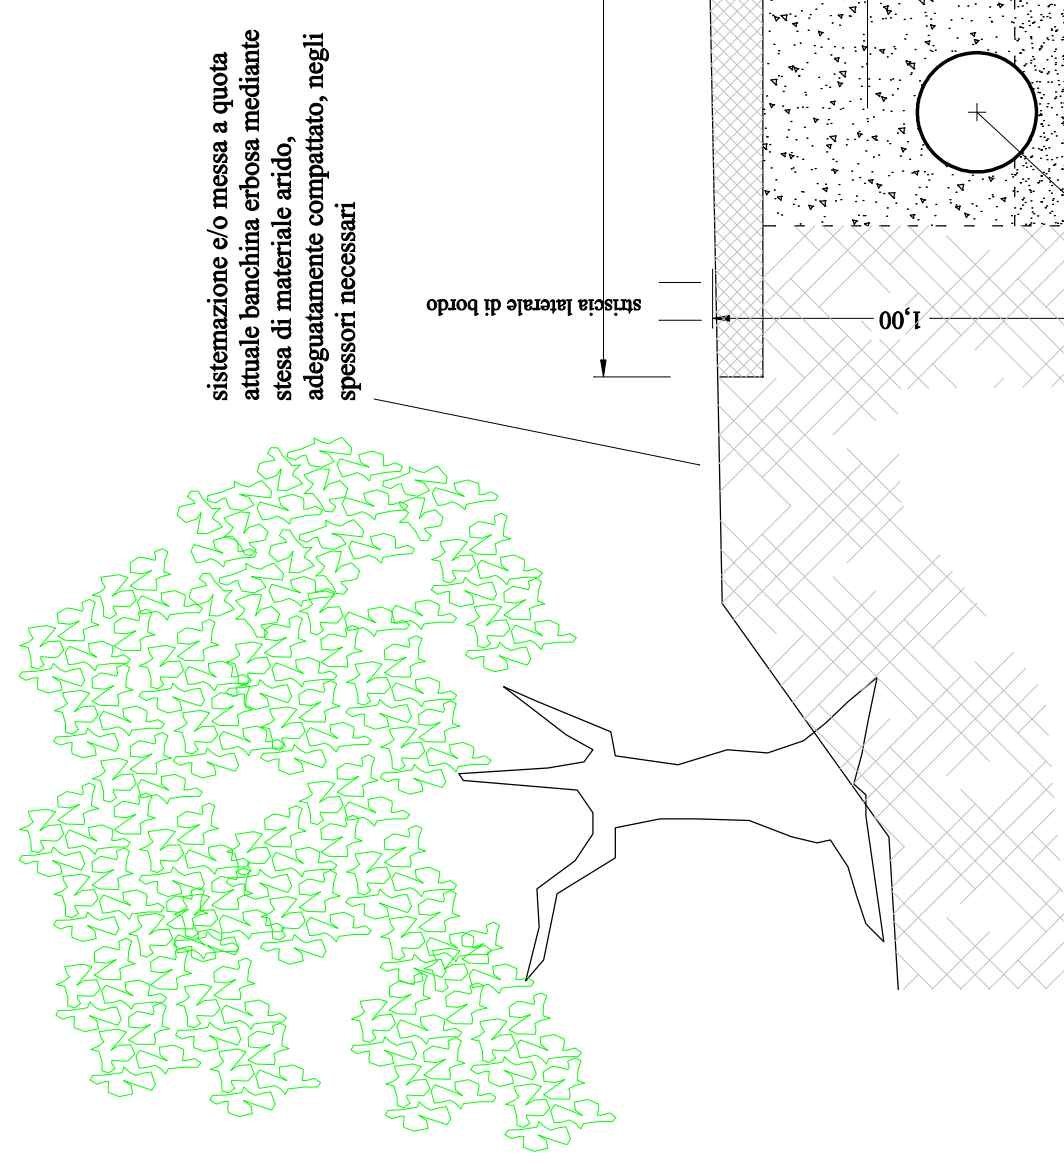 sistemazione e/o messa a quota
attuale banchina erbosa mediante
stesa di materiale arido,
adeguatamente compattato, negli
spessori necessari
striscia laterale di bordo
1,00